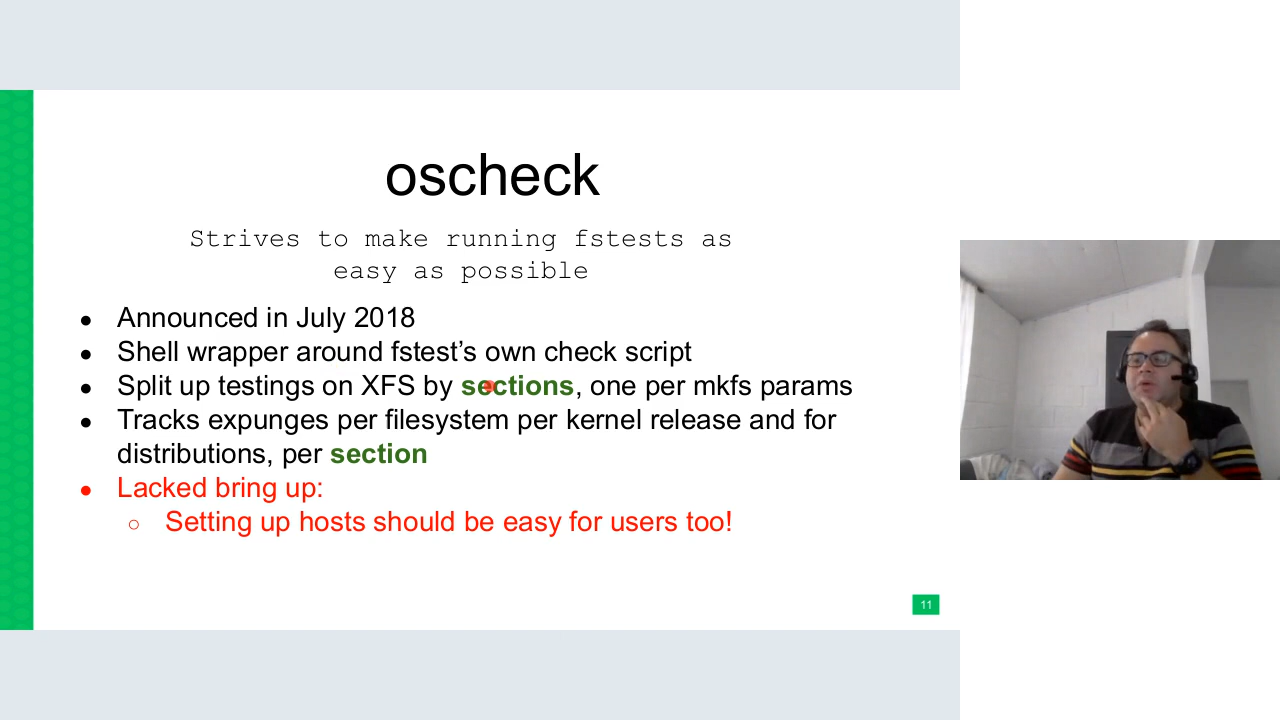 oscheck
Strives to make running fstests as
easy as possible
● Announced in July 2018
● Shell wrapper around fstest’s own check script
● Split up testings on XFS by sections, one per mkfs params
● Tracks expunges per filesystem per kernel release and for
distributions, per section
● Lacked bring up:
○ Setting up hosts should be easy for users too!
11